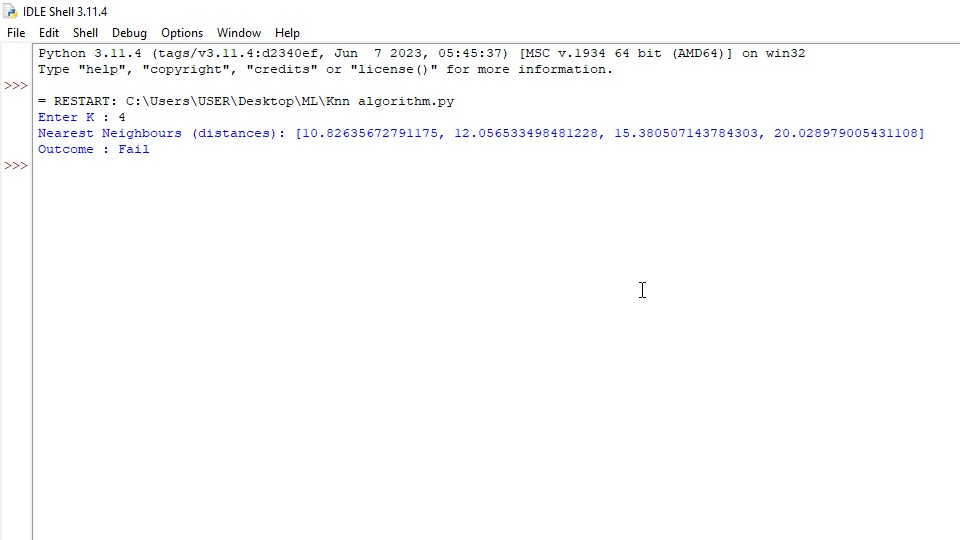 IDLE Shell 3.11.4
File Edit Shell Debug Options Window Help
Python 3.11.4 (tags/v3.11.4:d2340ef, Jun  7 2023, 05:45:37) [MSC v.1934 64 bit (AMD64)] on win32
Type "help", "copyright", "credits" or "license()" for more information.
>>>
= RESTART: C:\Users\USER\Desktop\ML\Knn algorithm.py
Enter K : 4
Nearest Neighbours (distances): [10.82635672791175, 12.056533498481228, 15.380507143784303, 20.028979005431108]
Outcome : Fail
>>>